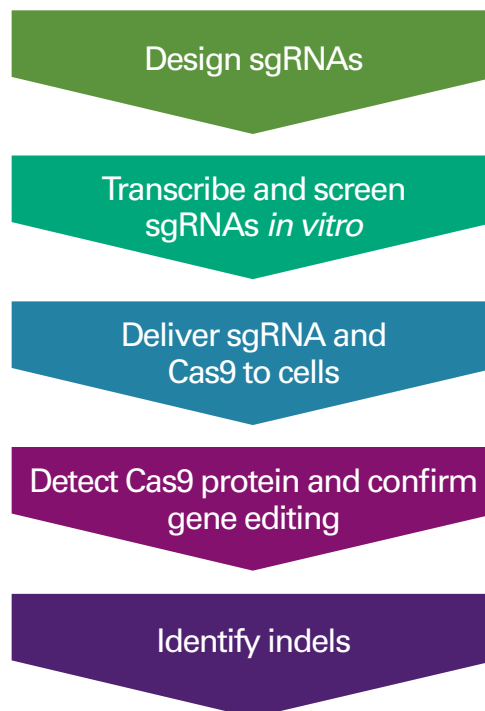 Design sgRNAs
Transcribe and screen
sgRNAs in vitro
Deliver sgRNA and
Cas9 to cells
Detect Cas9 protein and confirm
gene editing
Identify indels